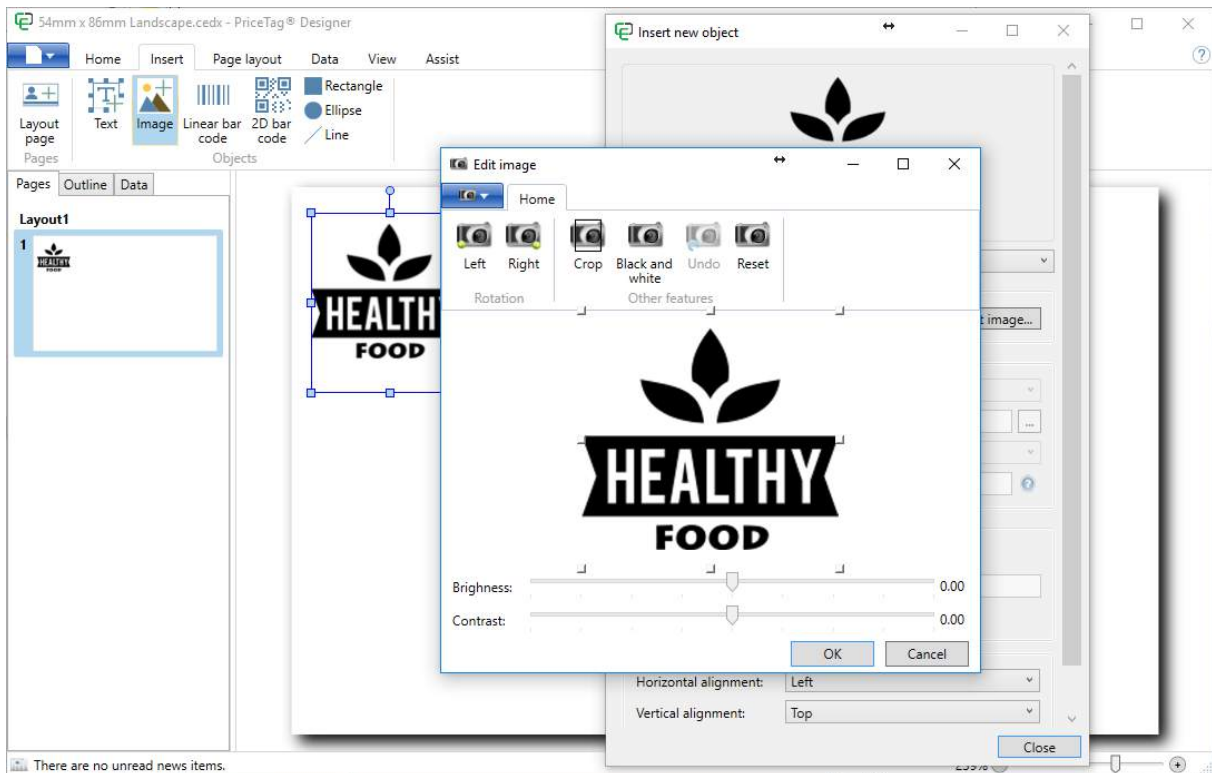 54mm x 86mm Landscape.cedx - PriceTag® Designer
Home Insert Page layout Data View Assist
Layout page
Text
Image
Linear bar code
2D bar code
Rectangle
Ellipse
Line
Pages
Objects
Pages Outline Data
Layout1
1
HEALTHY
FOOD
HEALTH
FOOD
Insert new object
Edit image
Home
Left
Right
Crop
Black and white
Undo
Reset
Rotation
Other features
HEALTHY
FOOD
Brighness: 0.00
Contrast: 0.00
OK Cancel
image...
...
Horizontal alignment: Left
Vertical alignment: Top
Close
There are no unread news items.